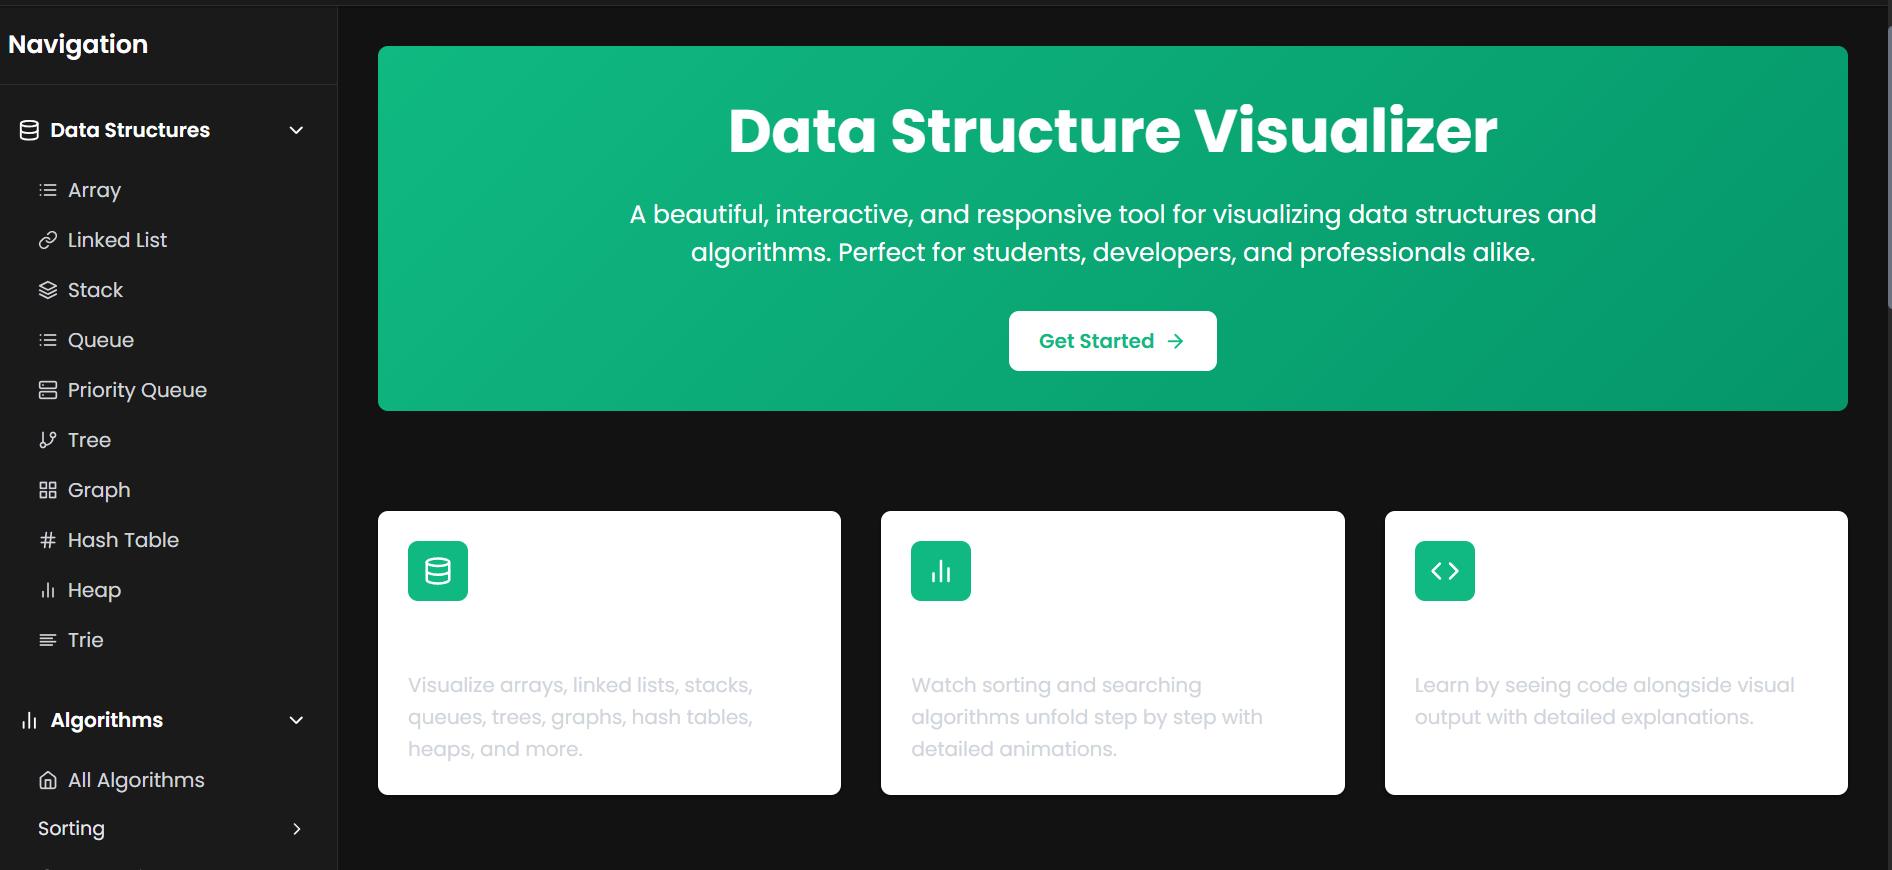 Navigation
Data Structures
Array
Linked List
Stack
Queue
Priority Queue
Tree
Graph
Hash Table
Heap
Trie
Algorithms
All Algorithms
Sorting
Data Structure Visualizer
A beautiful, interactive, and responsive tool for visualizing data structures and
algorithms. Perfect for students, developers, and professionals alike.
Get Started
Visualize arrays, linked lists, stacks,
queues, trees, graphs, hash tables,
heaps, and more.
Watch sorting and searching
algorithms unfold step by step with
detailed animations.
Learn by seeing code alongside visual
output with detailed explanations.